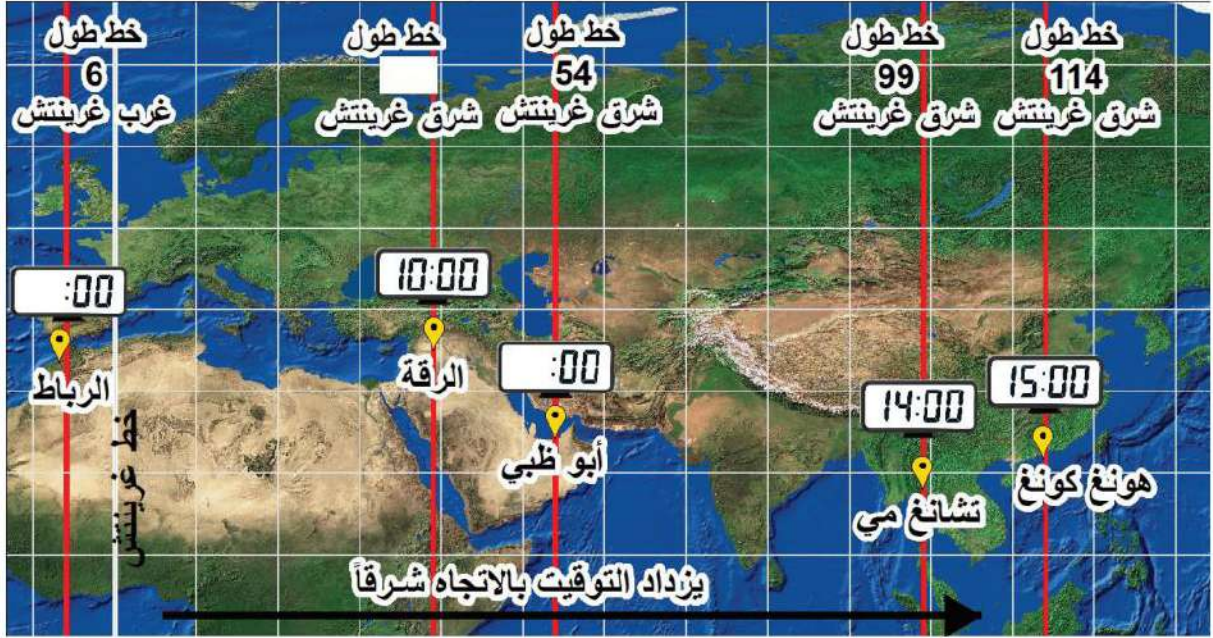 خط طول
6
غرب غرينتش
خط طول
شرق غرينتش
خط طول
54
شرق غرينتش
خط طول
99
شرق غرينتش
خط طول
114
شرق غرينتش
:00
الرباط
خط غرينتش
10:00
الرقة
:00
أبو ظبي
14:00
تشانغ مي
15:00
هونغ كونغ
يزداد التوقيت بالاتجاه شرقاً